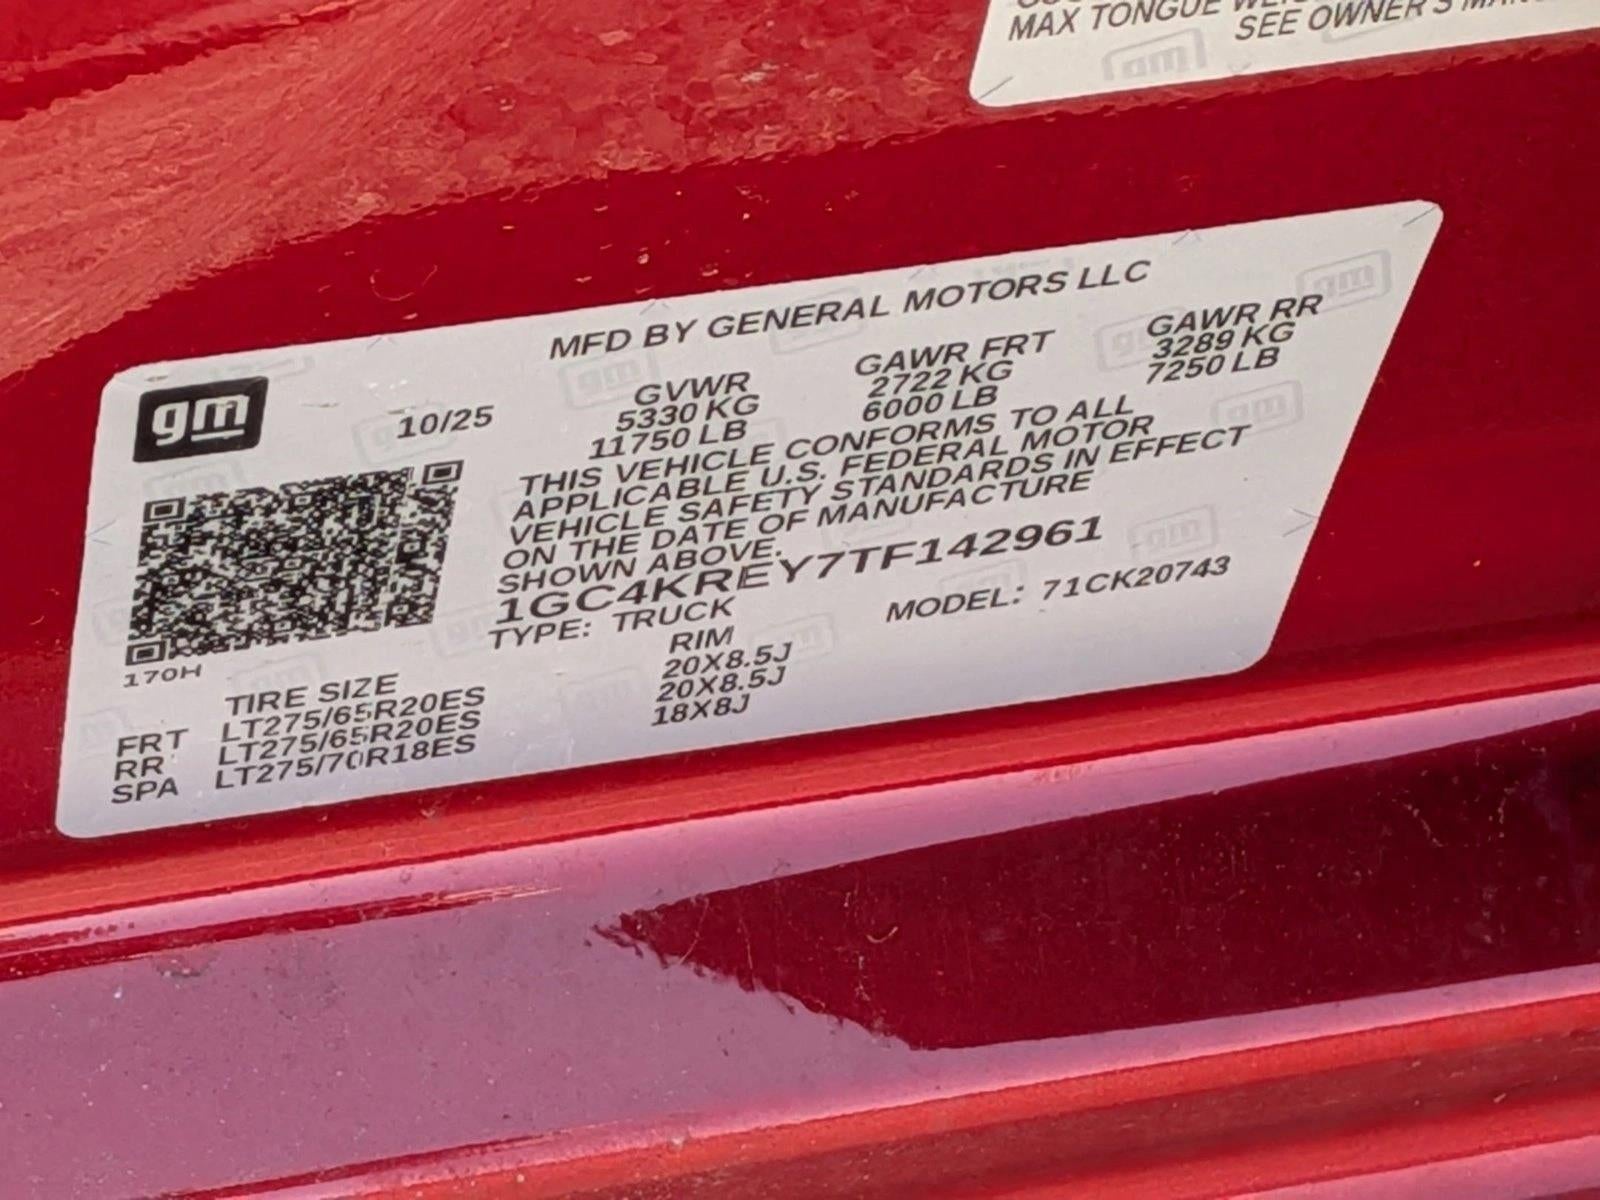 MAX TONGUE
SEE OWNER'S
MFD BY GENERAL MOTORS LLC
gm
10/25
GVWR
5330 KG
11750 LB
GAWR FRT
2722 KG
6000 LB
GAWR RR
3289 KG
7250 LB
THIS VEHICLE CONFORMS TO ALL
APPLICABLE U.S. FEDERAL MOTOR
VEHICLE SAFETY STANDARDS IN EFFECT
ON THE DATE OF MANUFACTURE
SHOWN ABOVE.
1GC4KREY7TF142961
TYPE: TRUCK
MODEL: 71CK20743
170H
TIRE SIZE RIM
FRT LT275/65R20ES 20X8.5J
RR LT275/65R20ES 20X8.5J
SPA LT275/70R18ES 18X8J